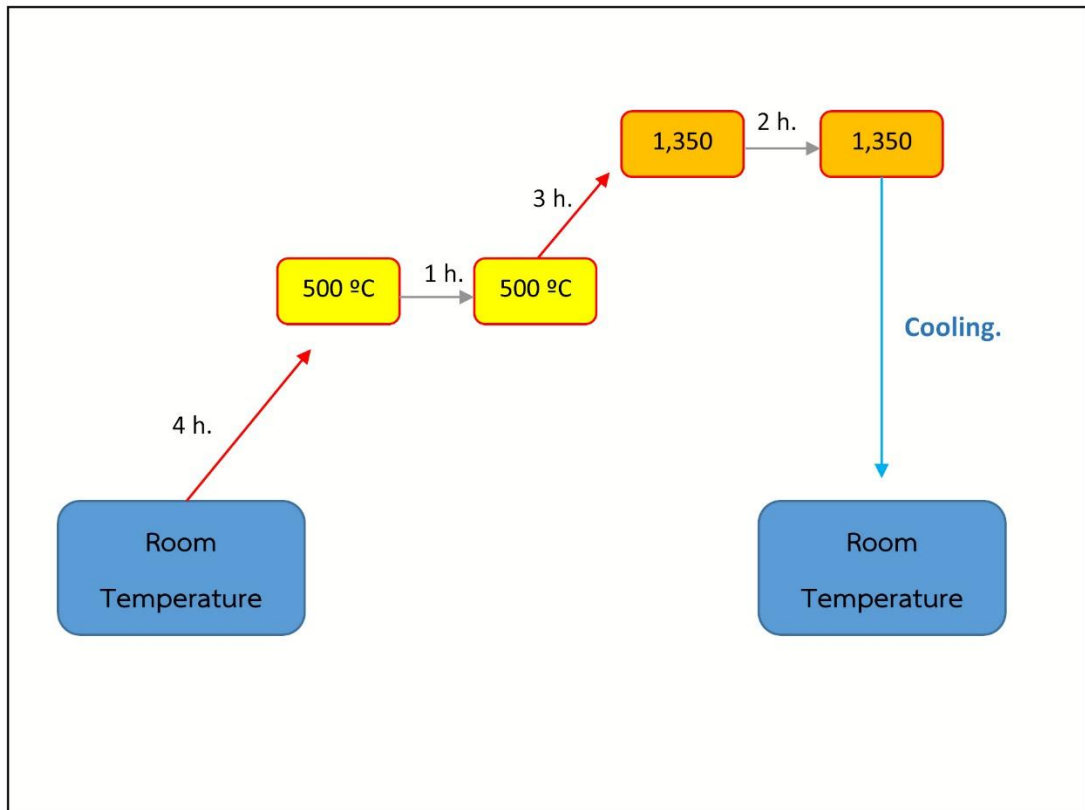 1,350
2 h.
1,350
3 h.
500 ºC
1 h.
500 ºC
Cooling.
4 h.
Room
Temperature
Room
Temperature